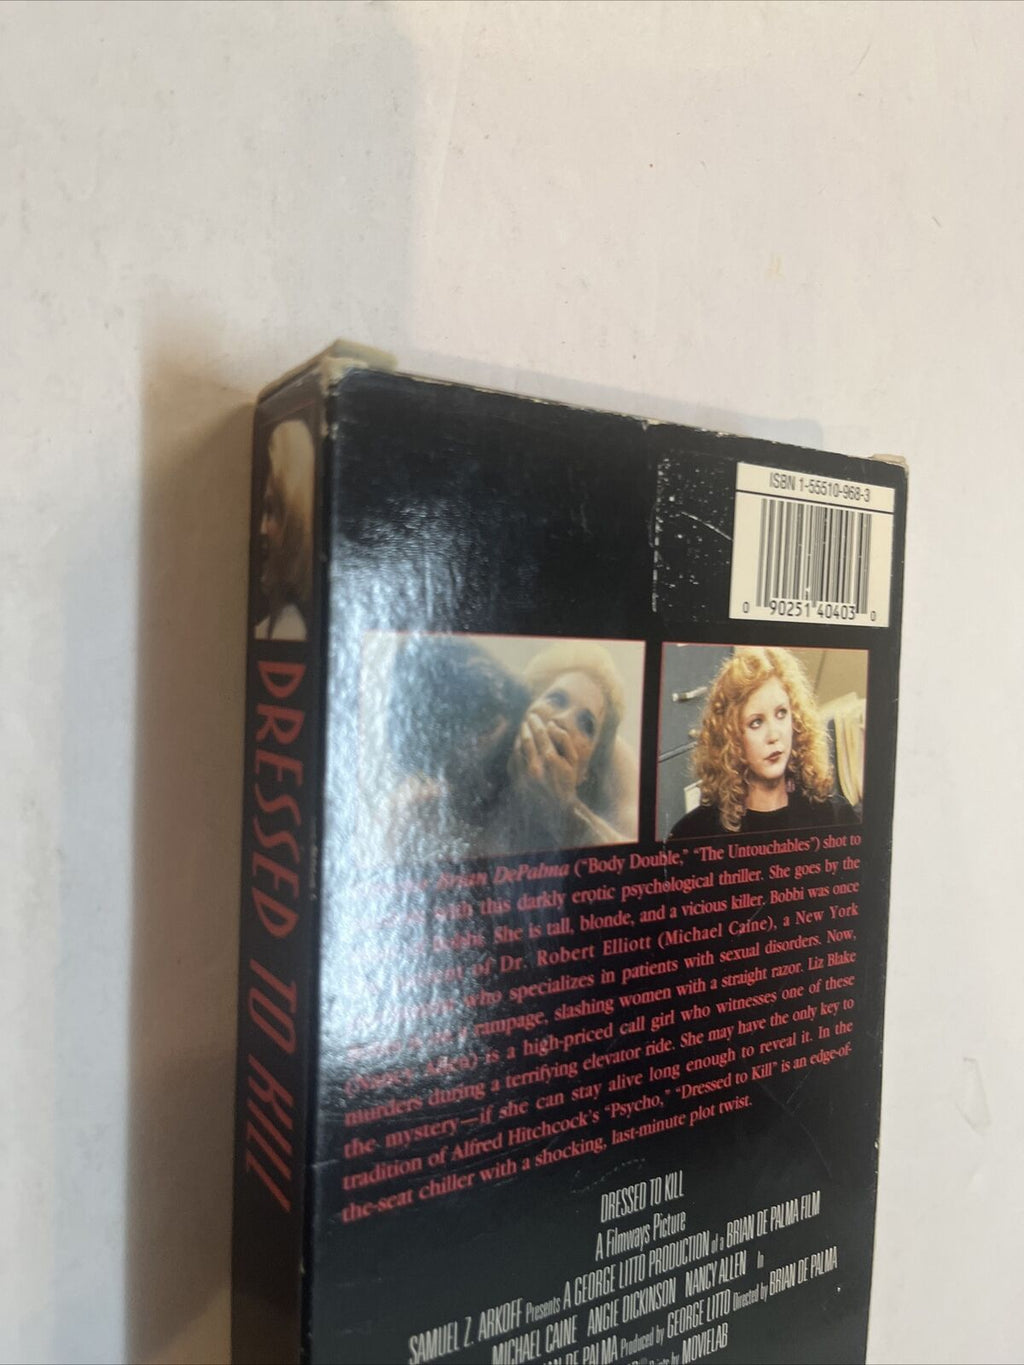 ISBN 1-55510-968-3
0 90251 40403 0
DRESSED TO KILL
Brian DePalma ("Body Double," "The Untouchables") shot to
with this darkly erotic psychological thriller. She goes by the
Bobbi. She is tall, blonde, and a vicious killer. Bobbi was once
of Dr. Robert Elliott (Michael Caine), a New York
who specializes in patients with sexual disorders. Now,
rampage, slashing women with a straight razor. Liz Blake
(Nancy Allen) is a high-priced call girl who witnesses one of these
murders during a terrifying elevator ride. She may have the only key to
the mystery—if she can stay alive long enough to reveal it. In the
tradition of Alfred Hitchcock's "Psycho," "Dressed to Kill" is an edge-of-
the-seat chiller with a shocking, last-minute plot twist.
DRESSED TO KILL
A Filmways Picture
SAMUEL Z. ARKOFF Presents A GEORGE LITTO PRODUCTION of a BRIAN DE PALMA FILM
MICHAEL CAINE ANGIE DICKINSON NANCY ALLEN in
DE PALMA Produced by GEORGE LITTO Directed by BRIAN DE PALMA
by MOVIELAB